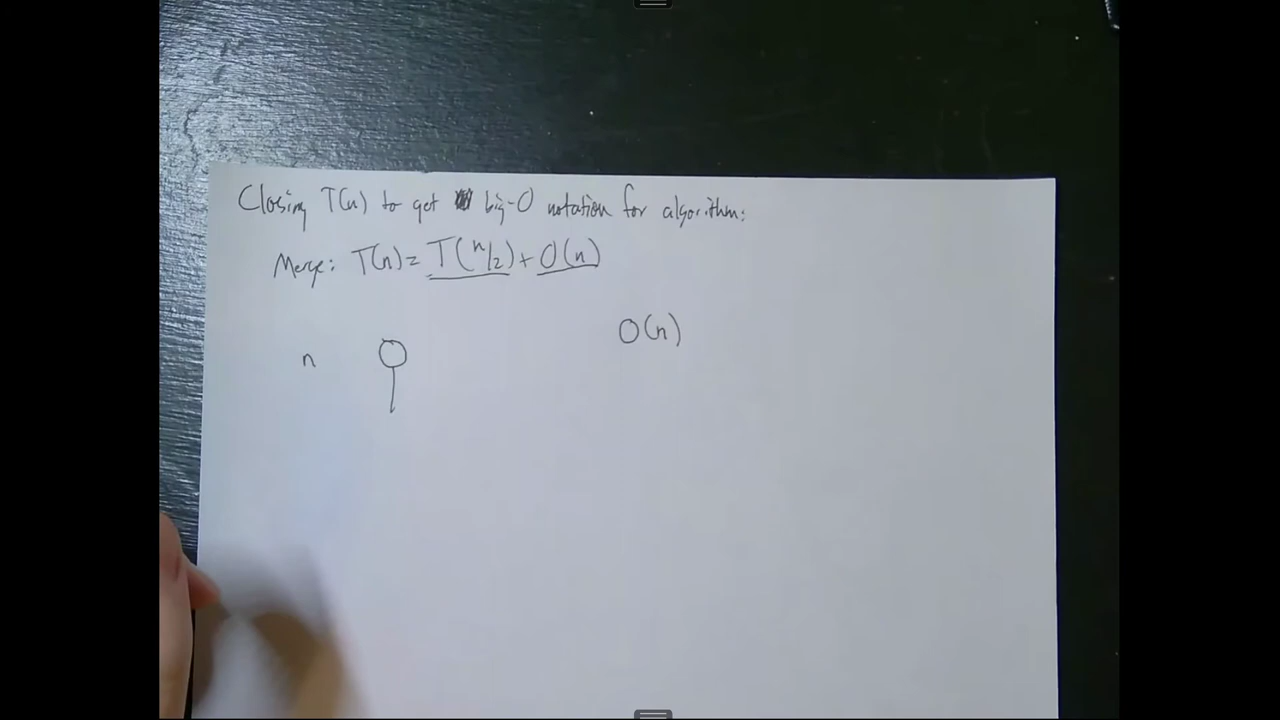 Closing T(n) to get big-O notation for algorithm:
Merge: T(n) = T(n/2) + O(n)
O(n)
n